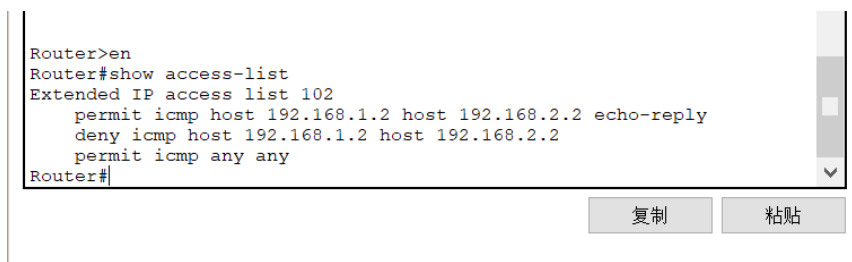 Router>en
Router#show access-list
Extended IP access list 102
    permit icmp host 192.168.1.2 host 192.168.2.2 echo-reply
    deny icmp host 192.168.1.2 host 192.168.2.2
    permit icmp any any
Router#
复制 粘贴